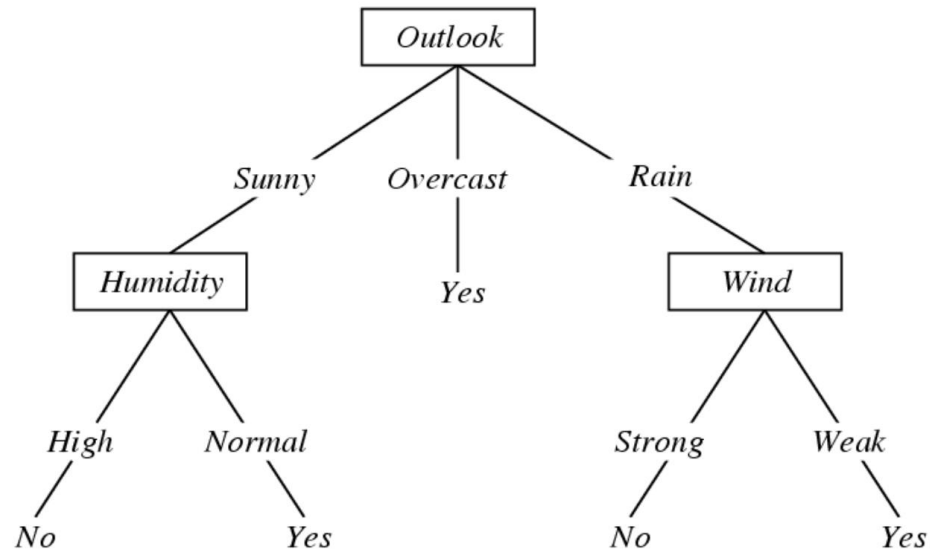 Outlook
Sunny Overcast Rain
Humidity Yes Wind
High Normal Strong Weak
No Yes No Yes